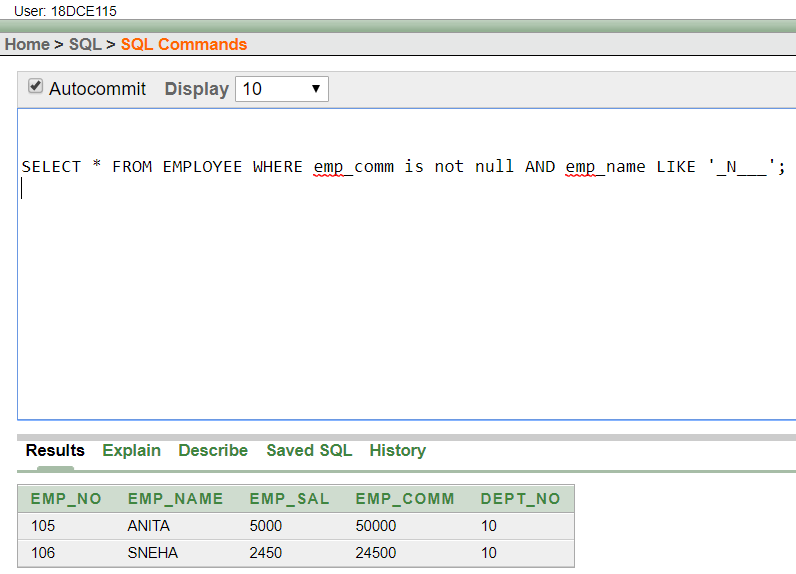 User: 18DCE115
Home > SQL > SQL Commands
Autocommit Display 10
SELECT * FROM EMPLOYEE WHERE emp_comm is not null AND emp_name LIKE '_N___';
Results Explain Describe Saved SQL History
EMP_NO EMP_NAME EMP_SAL EMP_COMM DEPT_NO
105 ANITA 5000 50000 10
106 SNEHA 2450 24500 10